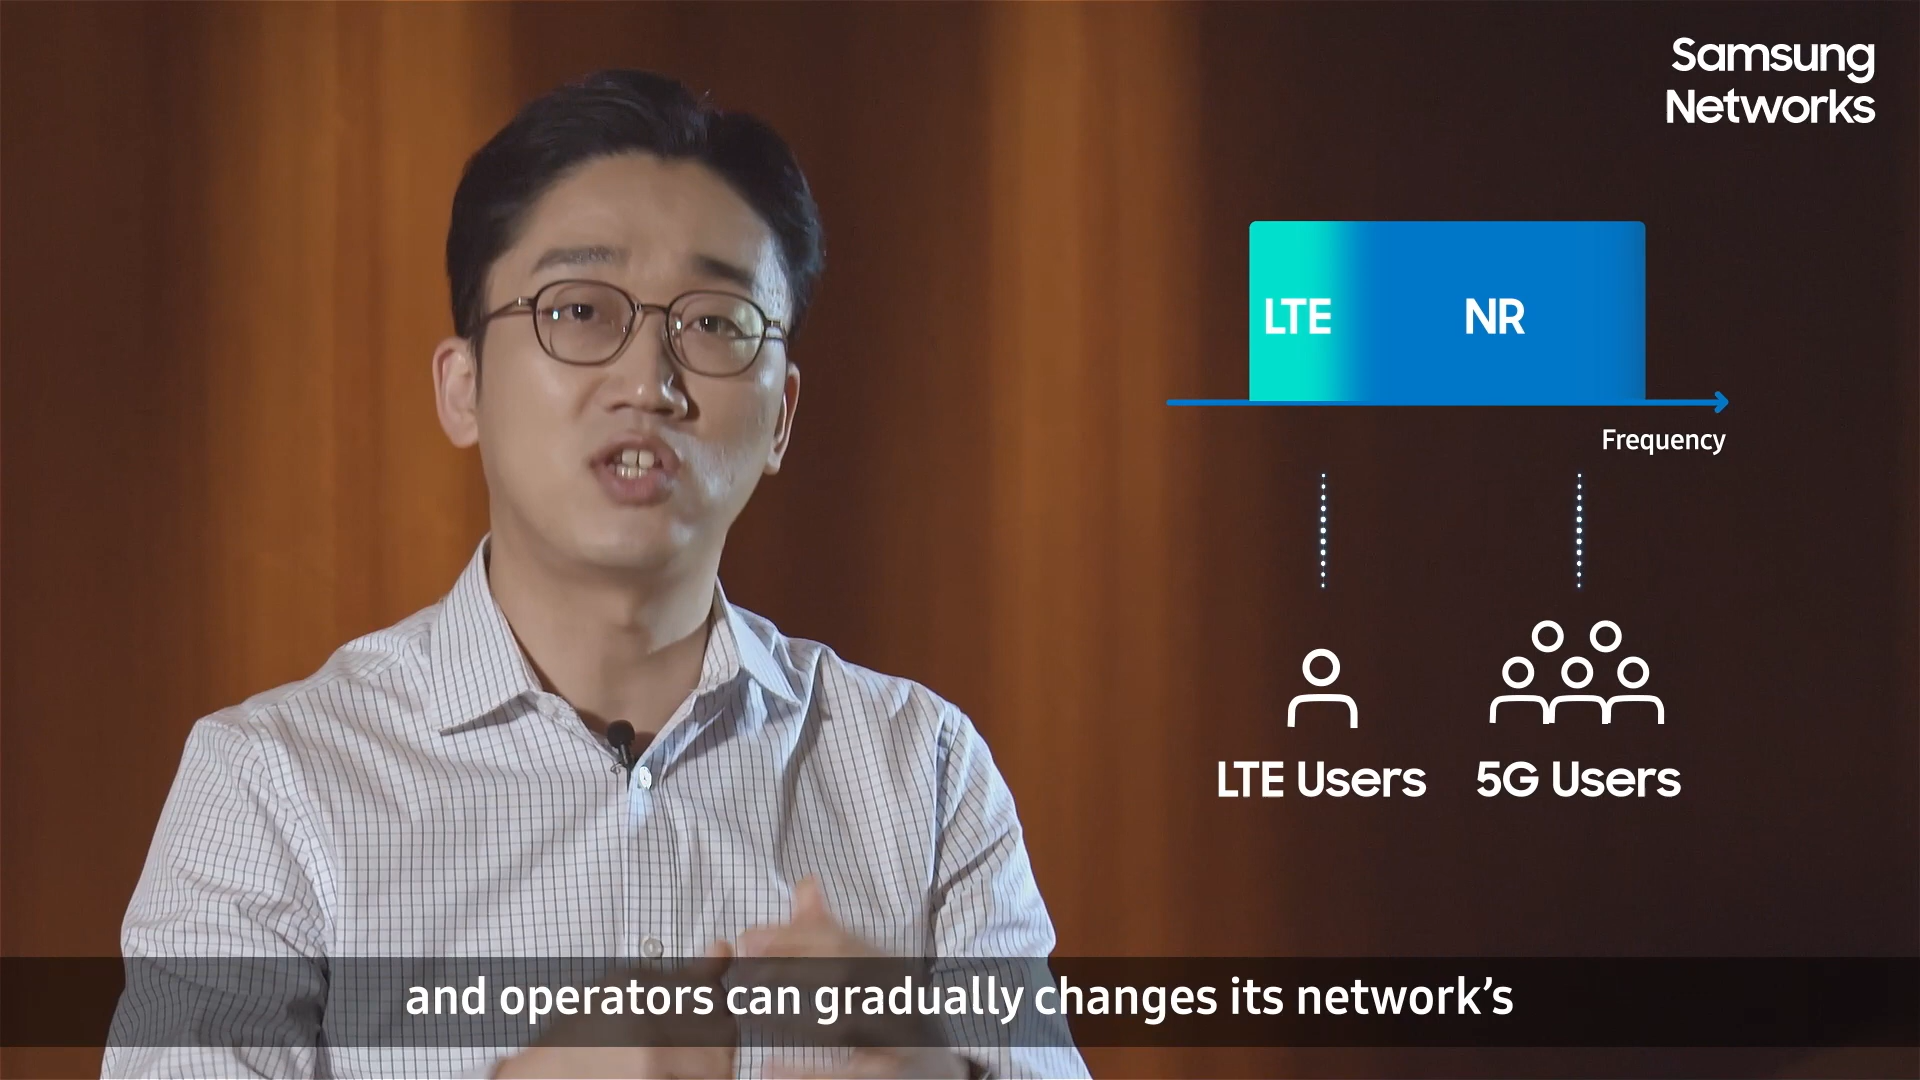 Samsung
Networks
LTE NR
Frequency
LTE Users 5G Users
and operators can gradually changes its network’s